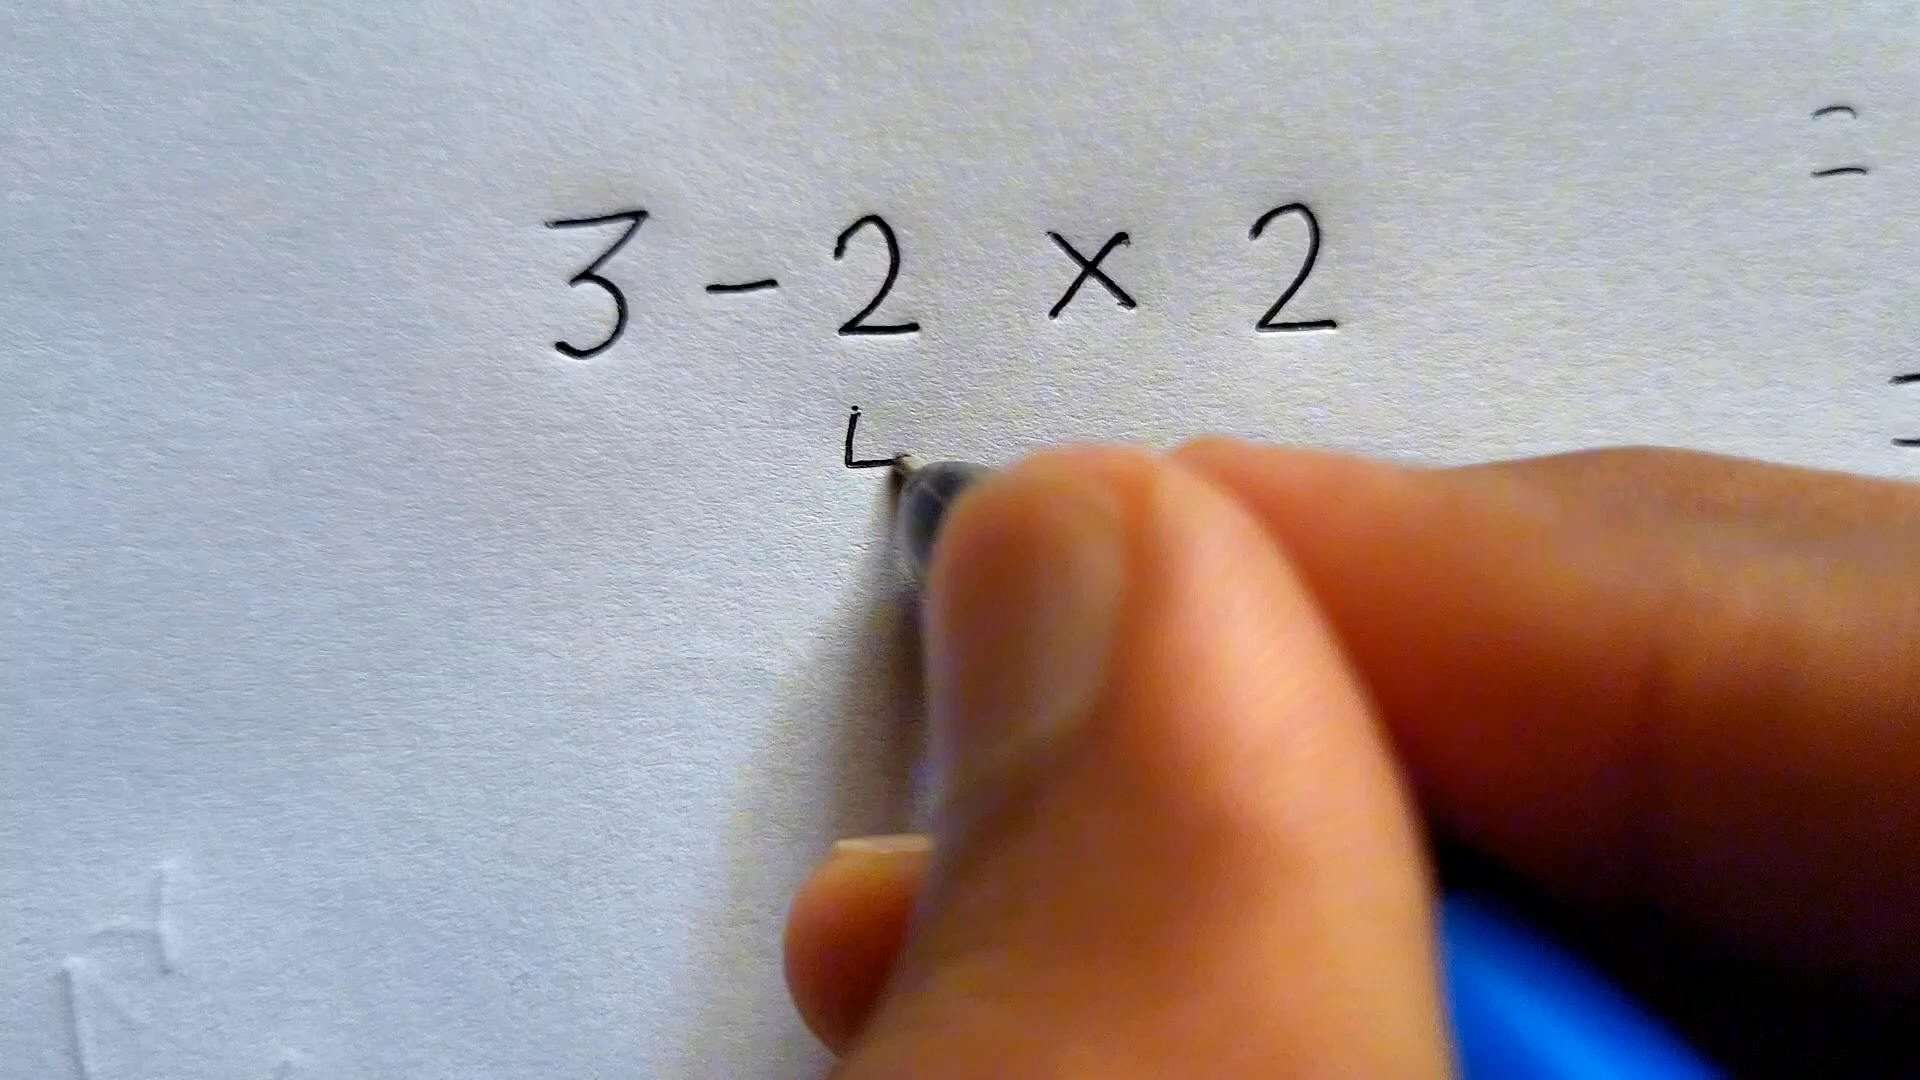 3 - 2 × 2 =
=